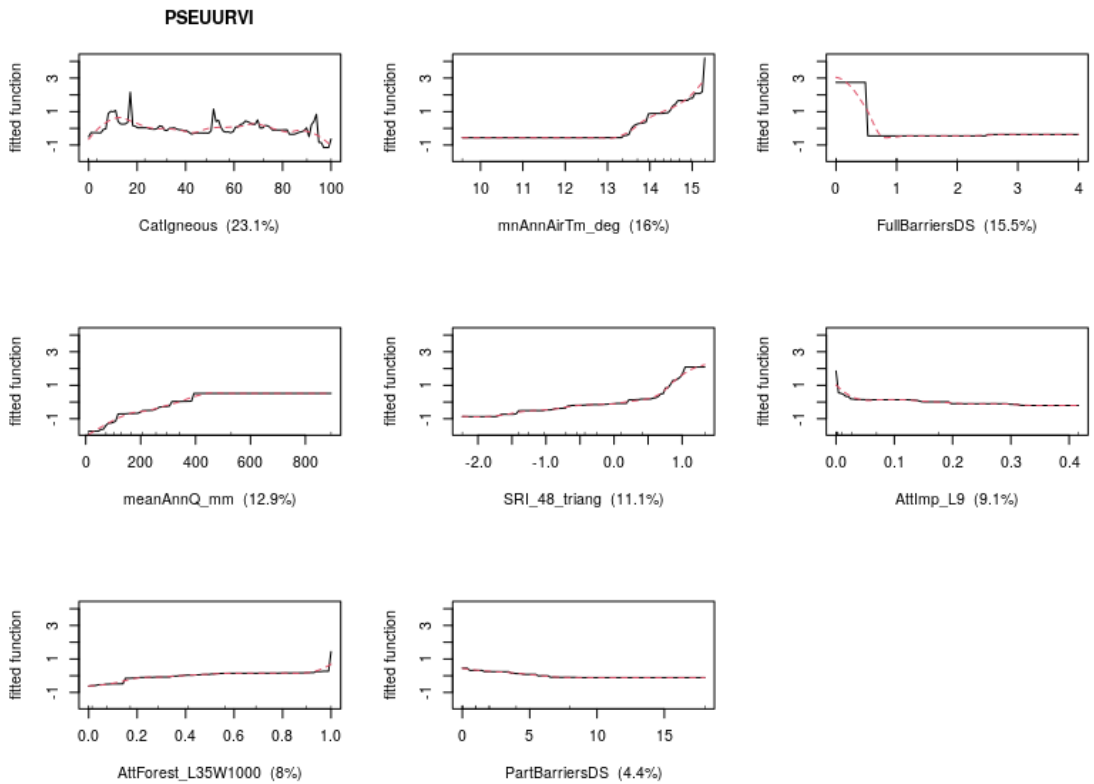 PSEUURVI
fitted function
3
1
-1
0 20 40 60 80 100
CatIgneous (23.1%)
fitted function
3
1
-1
10 11 12 13 14 15
mnAnnAirTm_deg (16%)
fitted function
3
1
-1
0 1 2 3 4
FullBarriersDS (15.5%)
fitted function
3
1
-1
0 200 400 600 800
meanAnnQ_mm (12.9%)
fitted function
3
1
-1
-2.0 -1.0 0.0 1.0
SRI_48_triang (11.1%)
fitted function
3
1
-1
0.0 0.1 0.2 0.3 0.4
AttImp_L9 (9.1%)
fitted function
3
1
-1
0.0 0.2 0.4 0.6 0.8 1.0
AttForest_L35W1000 (8%)
fitted function
3
1
-1
0 5 10 15
PartBarriersDS (4.4%)